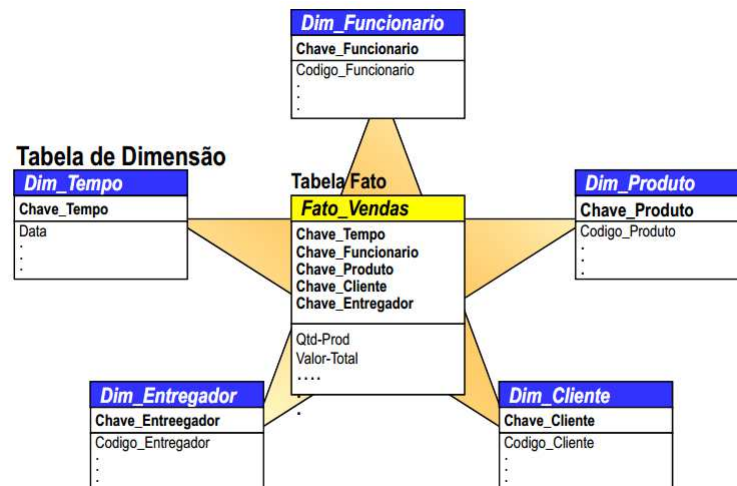 Dim_Funcionario
Chave_Funcionario
Codigo_Funcionario
.
.
.
Tabela de Dimensão
Dim_Tempo
Chave_Tempo
Data
.
.
.
Tabela Fato
Fato_Vendas
Chave_Tempo
Chave_Funcionario
Chave_Produto
Chave_Cliente
Chave_Entregador
Qtd-Prod
Valor-Total
....
.
.
Dim_Produto
Chave_Produto
Codigo_Produto
.
.
.
Dim_Entregador
Chave_Entreegador
Codigo_Entregador
.
.
.
Dim_Cliente
Chave_Cliente
Codigo_Cliente
.
.
.